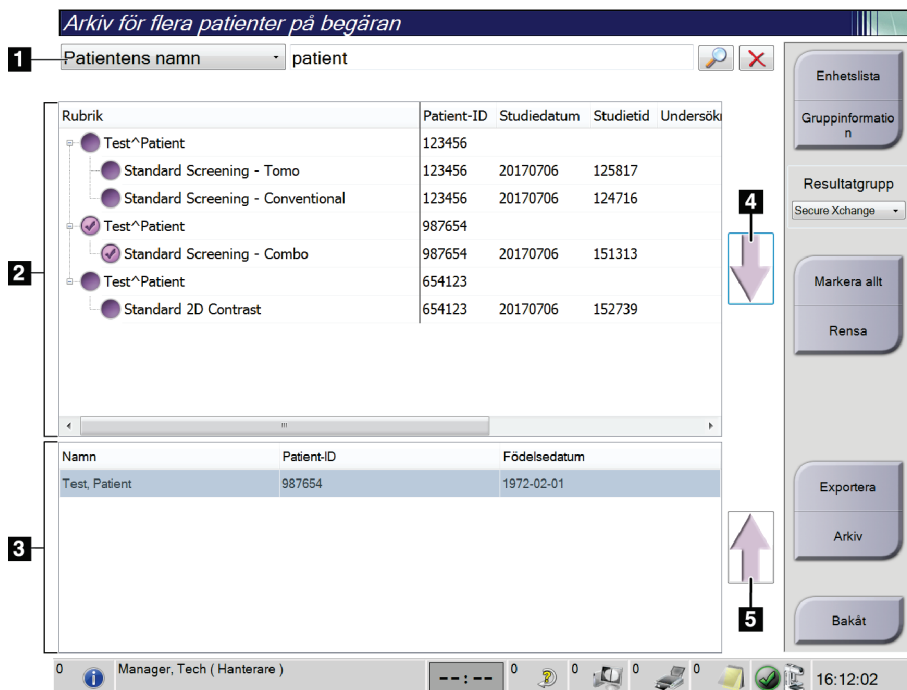 Arkiv för flera patienter på begäran
1
Patientens namn
patient
Enhetslista
Gruppinformatio
n
Resultatgrupp
Secure Xchange
Markera allt
Rensa
Exportera
Arkiv
Bakåt
2
Rubrik Patient-ID Studiedatum Studietid Undersökn
Test^Patient 123456
Standard Screening - Tomo 123456 20170706 125817
Standard Screening - Conventional 123456 20170706 124716
Test^Patient 987654
Standard Screening - Combo 987654 20170706 151313
Test^Patient 654123
Standard 2D Contrast 654123 20170706 152739
4
3
Namn Patient-ID Födelsedatum
Test, Patient 987654 1972-02-01
5
0 Manager, Tech ( Hanterare ) --:-- 0 0 0 0 16:12:02